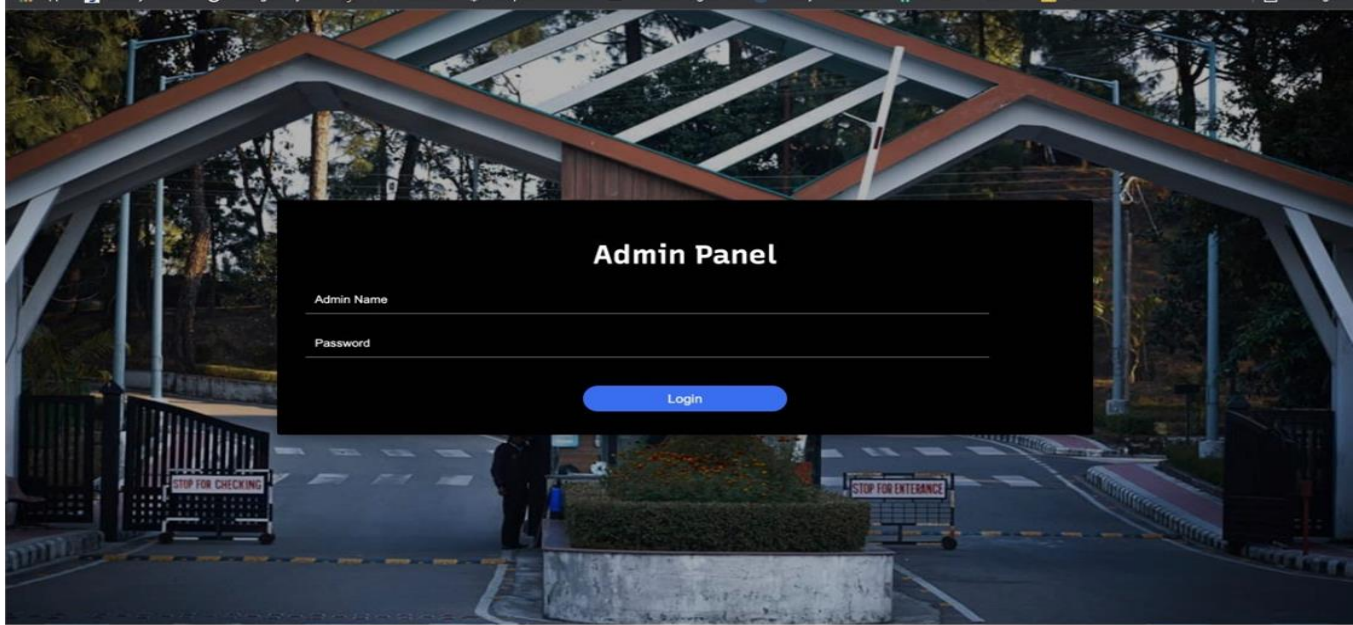 Admin Panel
Admin Name
Password
Login
STOP FOR CHECKING
STOP FOR ENTERANCE